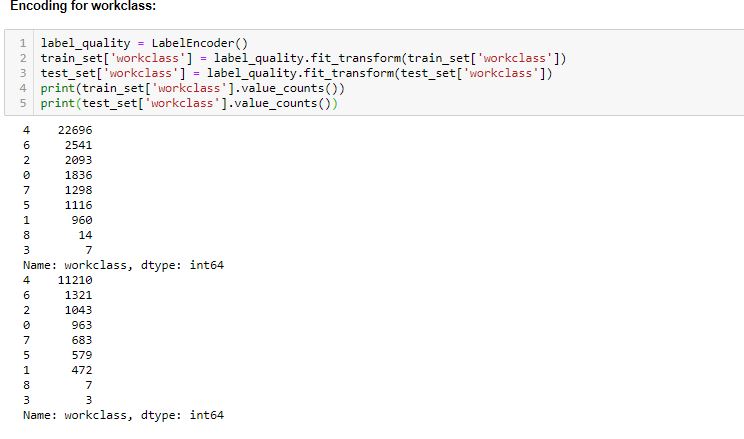 Encoding for workclass:
1 label_quality = LabelEncoder()
2 train_set['workclass'] = label_quality.fit_transform(train_set['workclass'])
3 test_set['workclass'] = label_quality.fit_transform(test_set['workclass'])
4 print(train_set['workclass'].value_counts())
5 print(test_set['workclass'].value_counts())
4 22696
6 2541
2 2093
0 1836
7 1298
5 1116
1 960
8 14
3 7
Name: workclass, dtype: int64
4 11210
6 1321
2 1043
0 963
7 683
5 579
1 472
8 7
3 3
Name: workclass, dtype: int64